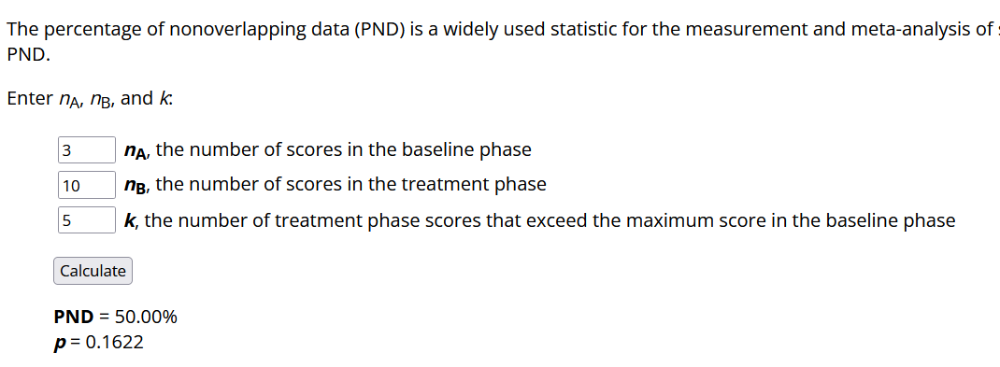 The percentage of nonoverlapping data (PND) is a widely used statistic for the measurement and meta-analysis of
PND.
Enter nA, nB, and k:
3 nA, the number of scores in the baseline phase
10 nB, the number of scores in the treatment phase
5 k, the number of treatment phase scores that exceed the maximum score in the baseline phase
Calculate
PND = 50.00%
p = 0.1622